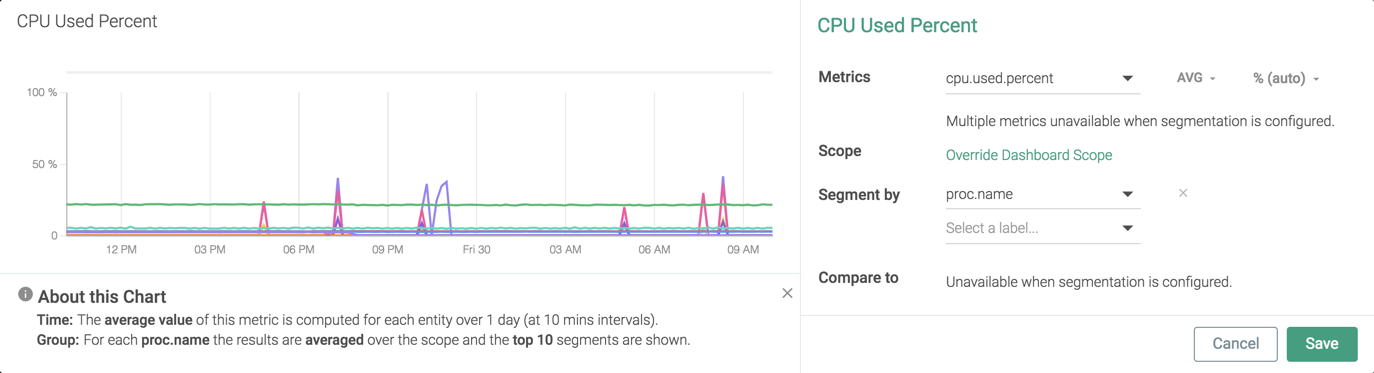 CPU Used Percent
100 %
50 %
0
12 PM 03 PM 06 PM 09 PM Fri 30 03 AM 06 AM 09 AM
About this Chart
Time: The average value of this metric is computed for each entity over 1 day (at 10 mins intervals).
Group: For each proc.name the results are averaged over the scope and the top 10 segments are shown.
CPU Used Percent
Metrics cpu.used.percent AVG % (auto)
Multiple metrics unavailable when segmentation is configured.
Scope Override Dashboard Scope
Segment by proc.name
Select a label...
Compare to Unavailable when segmentation is configured.
Cancel Save